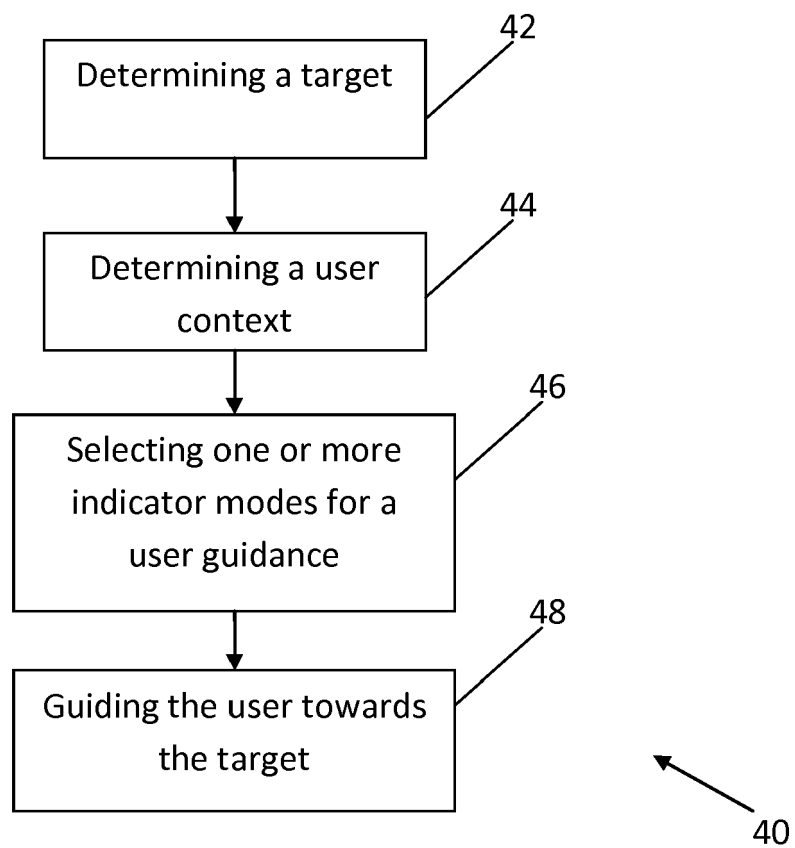 42
Determining a target
44
Determining a user
context
46
Selecting one or more
indicator modes for a
user guidance
48
Guiding the user towards
the target
40